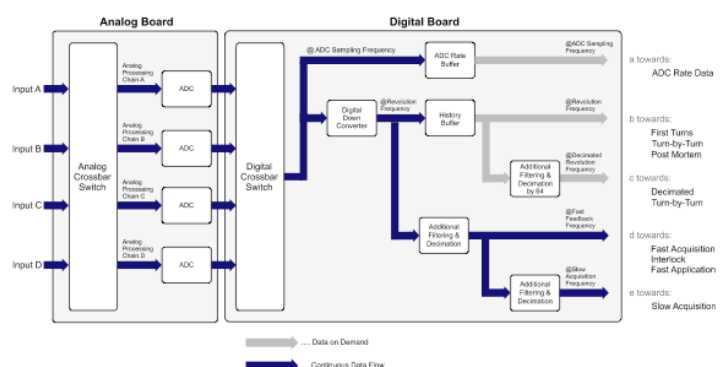 Analog Board
Digital Board
Input A
Input B
Input C
Input D
Analog
Crossbar
Switch
Analog
Processing
Chain A
ADC
Analog
Processing
Chain B
ADC
Analog
Processing
Chain C
ADC
Analog
Processing
Chain D
ADC
Digital
Crossbar
Switch
@ ADC Sampling Frequency
ADC Rate
Buffer
@ADC Sampling
Frequency
a towards:
ADC Rate Data
Digital
Down
Converter
@Revolution
Frequency
History
Buffer
@Revolution
Frequency
b towards:
First Turns
Turn-by-Turn
Post Mortem
Additional
Filtering &
Decimation
by 64
@Decimated
Revolution
Frequency
c towards:
Decimated
Turn-by-Turn
Additional
Filtering &
Decimation
@Fast
Feedback
Frequency
d towards:
Fast Acquisition
Interlock
Fast Application
Additional
Filtering &
Decimation
@Slow
Acquisition
Frequency
e towards:
Slow Acquisition
.... Data on Demand
... Continuous Data Flow